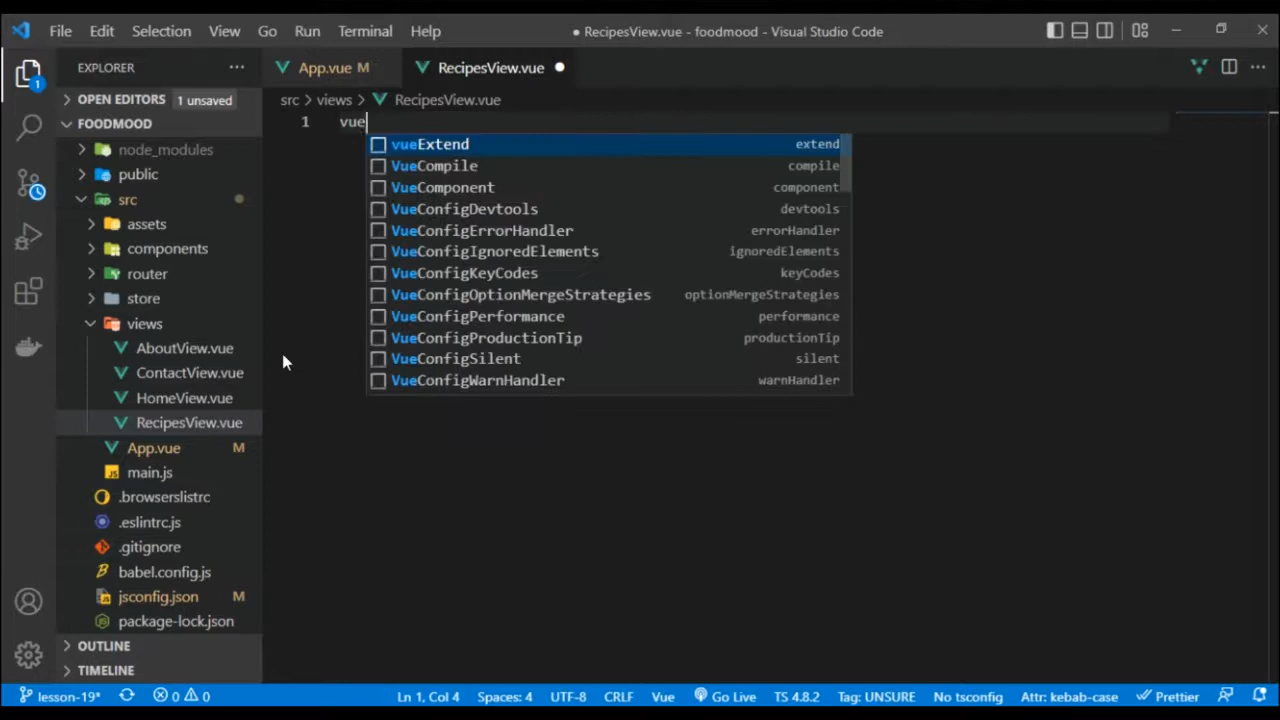 File Edit Selection View Go Run Terminal Help ● RecipesView.vue - foodmood - Visual Studio Code
EXPLORER ··· App.vue M RecipesView.vue ● ···
1
OPEN EDITORS 1 unsaved
src > views > RecipesView.vue
FOODMOOD
1 vue
vueExtend extend
node_modules
VueCompile compile
public
VueComponent component
src
VueConfigDevtools devtools
assets
VueConfigErrorHandler errorHandler
components
VueConfigIgnoredElements ignoredElements
router
VueConfigKeyCodes keyCodes
store
VueConfigOptionMergeStrategies optionMergeStrategies
views
VueConfigPerformance performance
AboutView.vue
VueConfigProductionTip productionTip
ContactView.vue
VueConfigSilent silent
HomeView.vue
VueConfigWarnHandler warnHandler
RecipesView.vue
App.vue M
main.js
.browserslistrc
.eslintrc.js
.gitignore
babel.config.js
jsconfig.json M
package-lock.json
OUTLINE
TIMELINE
lesson-19* 0 0 Ln 1, Col 4 Spaces: 4 UTF-8 CRLF Vue Go Live TS 4.8.2 Tag: UNSURE No tsconfig Attr: kebab-case Prettier